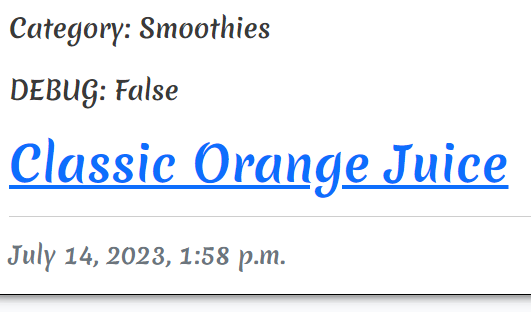 Category: Smoothies
DEBUG: False
Classic Orange Juice
July 14, 2023, 1:58 p.m.